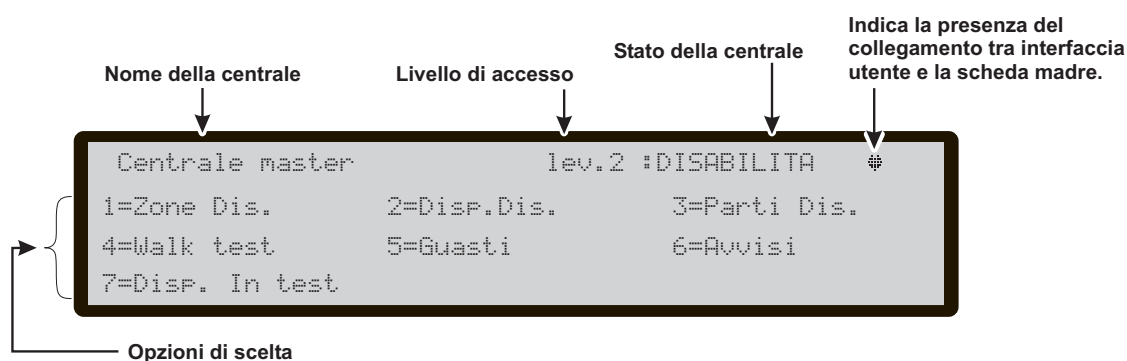 Indica la presenza del
collegamento tra interfaccia
utente e la scheda madre.
Stato della centrale
Livello di accesso
Nome della centrale
Centrale master lev.2 :DISABILITA
1=Zone Dis. 2=Disp.Dis. 3=Parti Dis.
4=Walk test 5=Guasti 6=Avvisi
7=Disp. In test
Opzioni di scelta